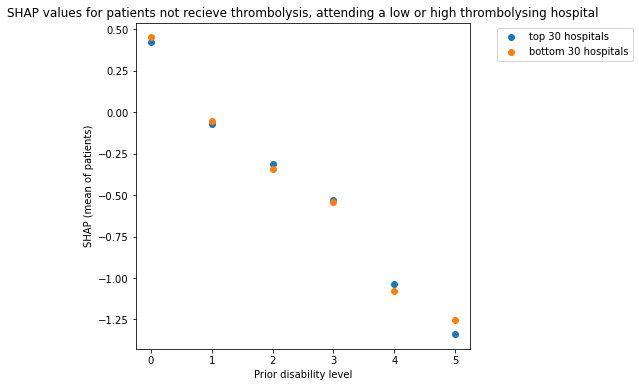 SHAP values for patients not recieve thrombolysis, attending a low or high thrombolysing hospital
top 30 hospitals
bottom 30 hospitals
0.50
0.25
0.00
−0.25
−0.50
−0.75
−1.00
−1.25
SHAP (mean of patients)
0 1 2 3 4 5
Prior disability level